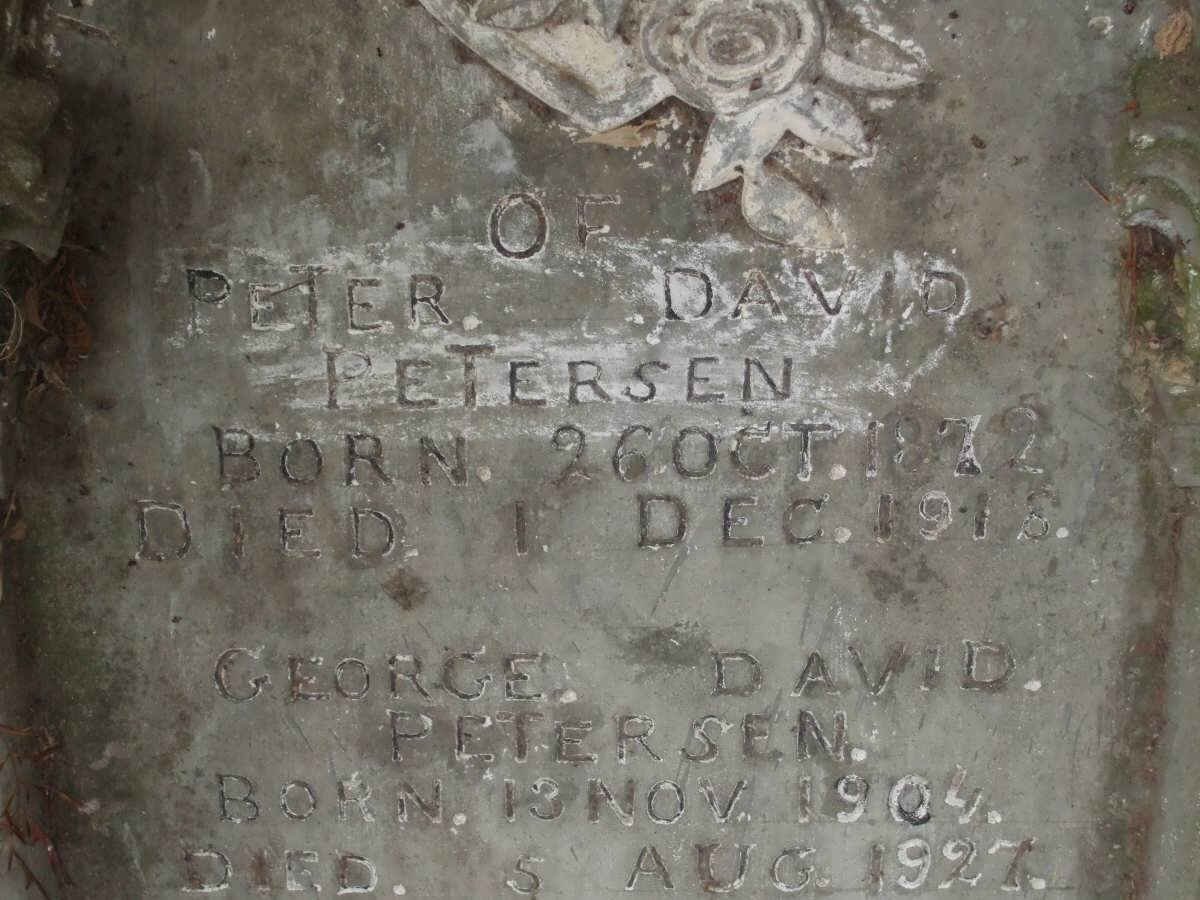 OF
PETER. DAVID
PETERSEN
BORN. 26 OCT. 1872
DIED. 1 DEC. 1918.
GEORGE. DAVID.
PETERSEN.
BORN. 13 NOV. 1904.
DIED. 5 AUG. 1927.